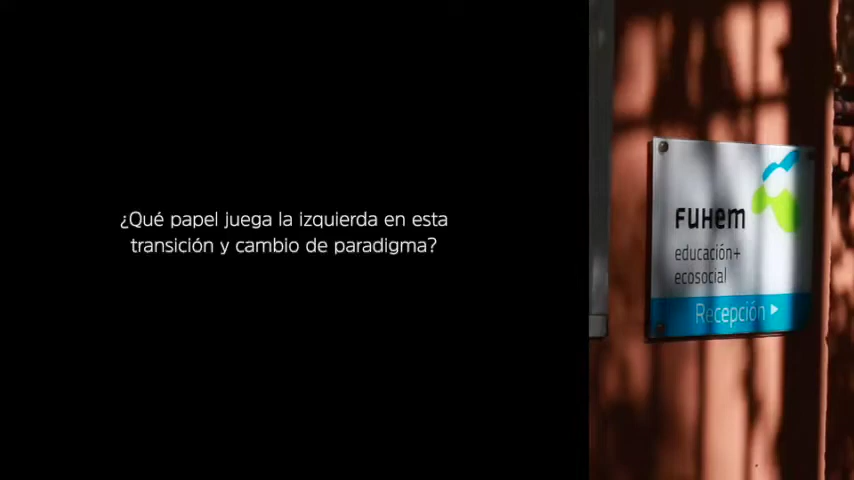 ¿Qué papel juega la izquierda en esta
transición y cambio de paradigma?
FUHEM
educación+
ecosocial
Recepción